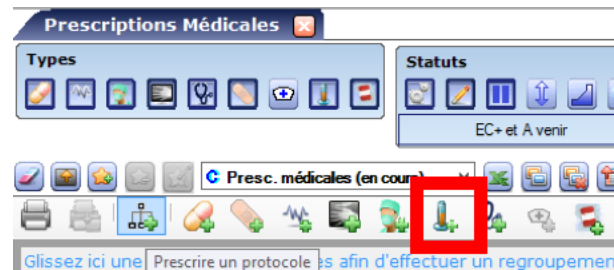 Prescriptions Médicales
Types
Statuts
EC+ et A venir
Presc. médicales (en cours)
Glissez ici une Prescrire un protocole s afin d'effectuer un regroupemen